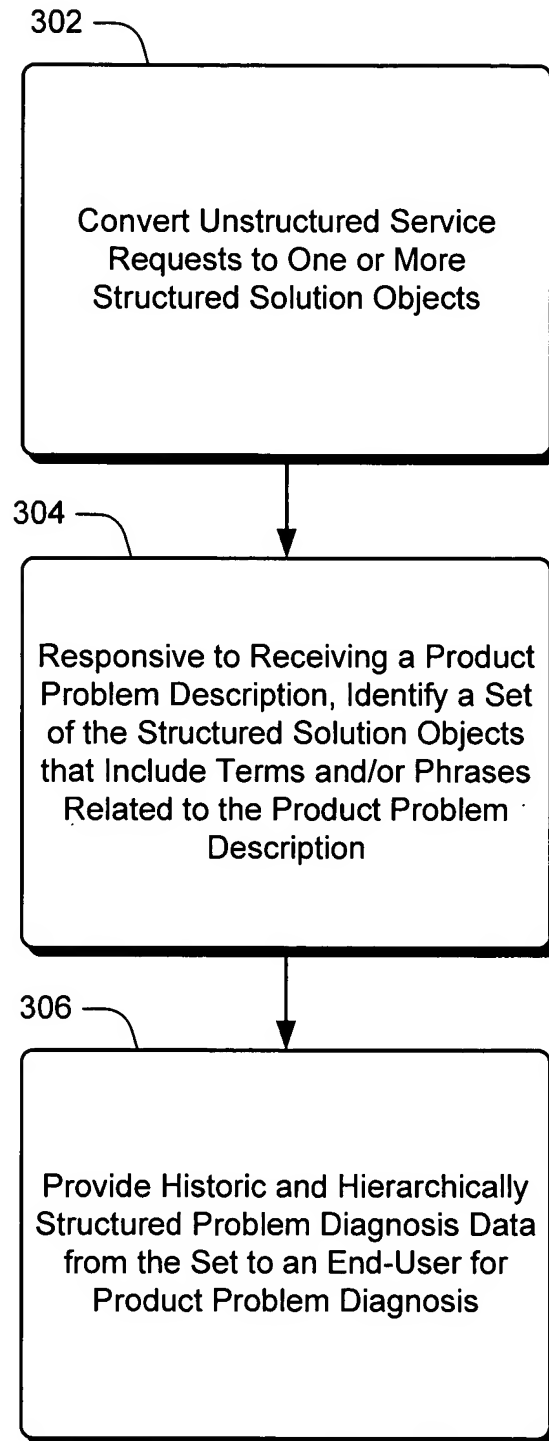 302
Convert Unstructured Service
Requests to One or More
Structured Solution Objects
304
Responsive to Receiving a Product
Problem Description, Identify a Set
of the Structured Solution Objects
that Include Terms and/or Phrases
Related to the Product Problem
Description
306
Provide Historic and Hierarchically
Structured Problem Diagnosis Data
from the Set to an End-User for
Product Problem Diagnosis